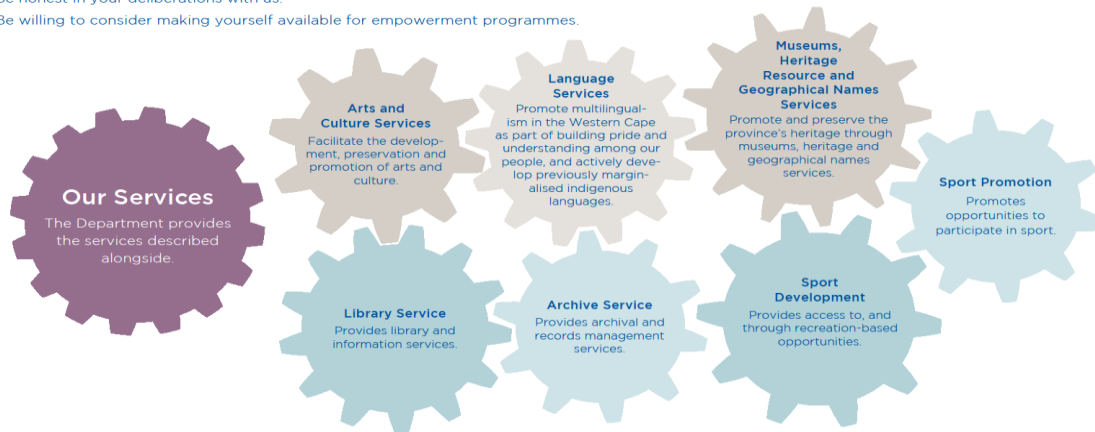 Be honest in your deliberations with us.
Be willing to consider making yourself available for empowerment programmes.
Our Services
The Department provides
the services described
alongside.
Arts and
Culture Services
Facilitate the develop-
ment, preservation and
promotion of arts and
culture.
Language
Services
Promote multilingual-
ism in the Western Cape
as part of building pride and
understanding among our
people, and actively deve-
lop previously margin-
alised indigenous
languages.
Museums,
Heritage
Resource and
Geographical Names
Services
Promote and preserve the
province's heritage through
museums, heritage and
geographical names
services.
Sport Promotion
Promotes
opportunities to
participate in sport.
Library Service
Provides library and
information services.
Archive Service
Provides archival and
records management
services.
Sport
Development
Provides access to, and
through recreation-based
opportunities.